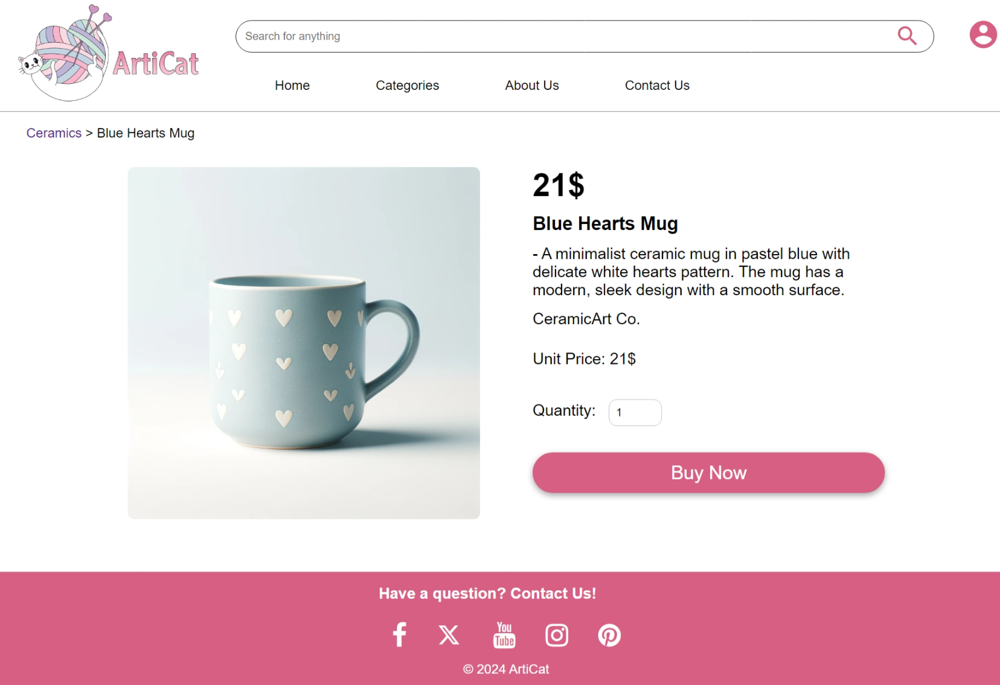 ArtiCat
Search for anything
Home
Categories
About Us
Contact Us
Ceramics > Blue Hearts Mug
21$
Blue Hearts Mug
- A minimalist ceramic mug in pastel blue with
delicate white hearts pattern. The mug has a
modern, sleek design with a smooth surface.
CeramicArt Co.
Unit Price: 21$
Quantity: 1
Buy Now
Have a question? Contact Us!
You
Tube
© 2024 ArtiCat